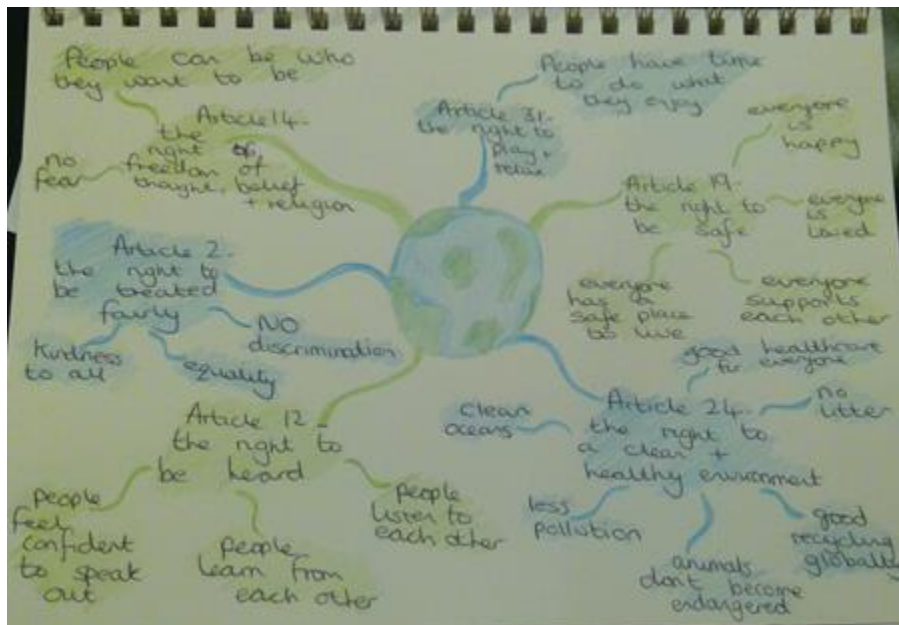 People can be who
they want to be
Article 14 -
the
right of
freedom of
thought, belief
+ religion
no
fear
Article 31 -
the right to
play +
relax
People have time
to do what
they enjoy
Article 19 -
the right to
be safe
everyone
is
happy
everyone
is
loved
everyone
has a
safe place
to live
everyone
supports
each other
Article 2 -
the right to
be treated
fairly
Kindness
to all
equality
NO
discrimination
Article 12 -
the right to
be heard
people
feel
confident
to speak
out
people
learn from
each other
people
listen to
each other
Article 24 -
the right to
a clean +
healthy environment
good healthcare
for everyone
no
litter
clean
oceans
less
pollution
animals
don't become
endangered
good
recycling
globally